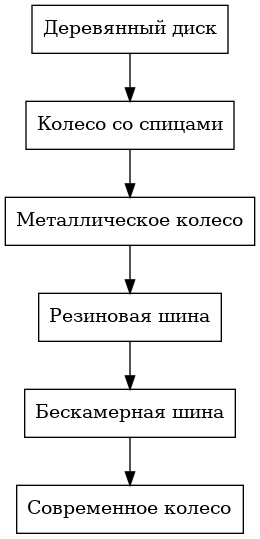 Деревянный диск
Колесо со спицами
Металлическое колесо
Резиновая шина
Бескамерная шина
Современное колесо